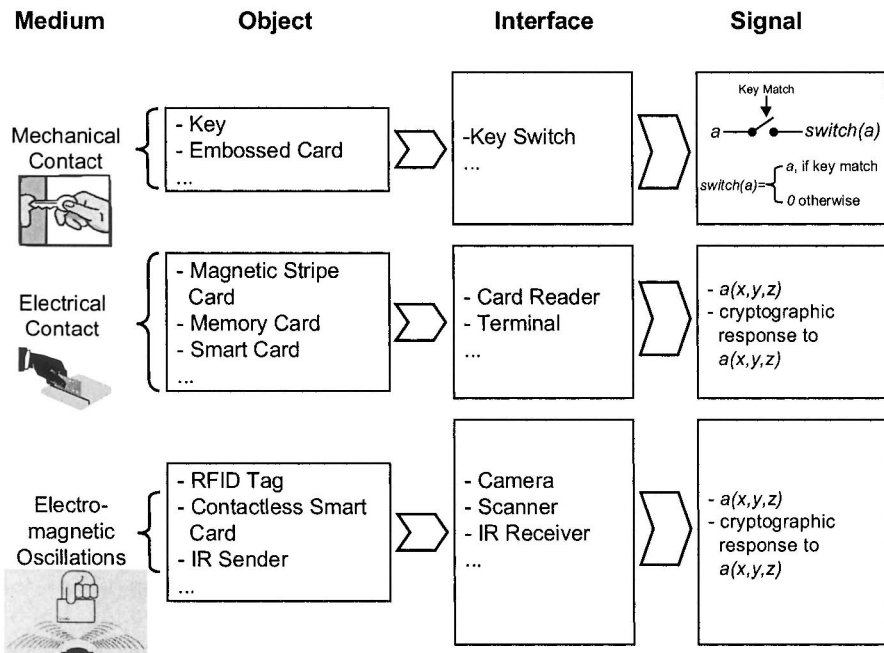 Medium Object Interface Signal
Mechanical
Contact
- Key
- Embossed Card
...
-Key Switch
...
Key Match
a switch(a)
switch(a)= a, if key match
0 otherwise
Electrical
Contact
- Magnetic Stripe
Card
- Memory Card
- Smart Card
...
- Card Reader
- Terminal
...
- a(x,y,z)
- cryptographic
response to
a(x,y,z)
Electro-
magnetic
Oscillations
- RFID Tag
- Contactless Smart
Card
- IR Sender
...
- Camera
- Scanner
- IR Receiver
...
- a(x,y,z)
- cryptographic
response to
a(x,y,z)